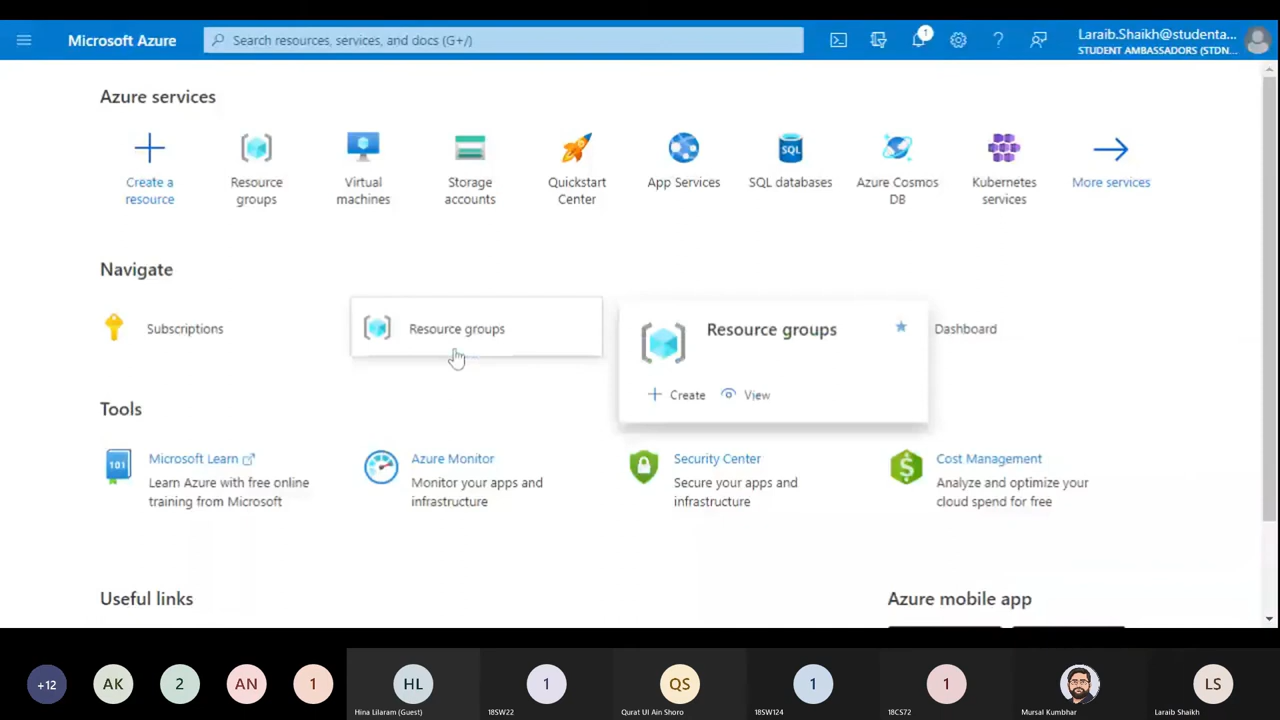 Microsoft Azure
Search resources, services, and docs (G+/)
1
Laraib.Shaikh@studenta...
STUDENT AMBASSADORS (STDN...
Azure services
Create a
resource
Resource
groups
Virtual
machines
Storage
accounts
Quickstart
Center
App Services
SQL
SQL databases
Azure Cosmos
DB
Kubernetes
services
More services
Navigate
Subscriptions
Resource groups
Resource groups
Create
View
Dashboard
Tools
101
Microsoft Learn
Learn Azure with free online
training from Microsoft
Azure Monitor
Monitor your apps and
infrastructure
Security Center
Secure your apps and
infrastructure
$
Cost Management
Analyze and optimize your
cloud spend for free
Useful links
Azure mobile app
+12
AK
2
AN
1
HL
Hina Lilaram (Guest)
1
18SW22
QS
Qurat Ul Ain Shoro
1
18SW124
1
18CS72
Mursal Kumbhar
LS
Laraib Shaikh